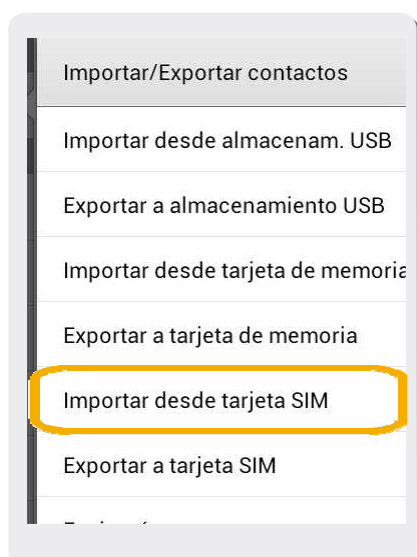 Importar/Exportar contactos
Importar desde almacenam. USB
Exportar a almacenamiento USB
Importar desde tarjeta de memoria
Exportar a tarjeta de memoria
Importar desde tarjeta SIM
Exportar a tarjeta SIM